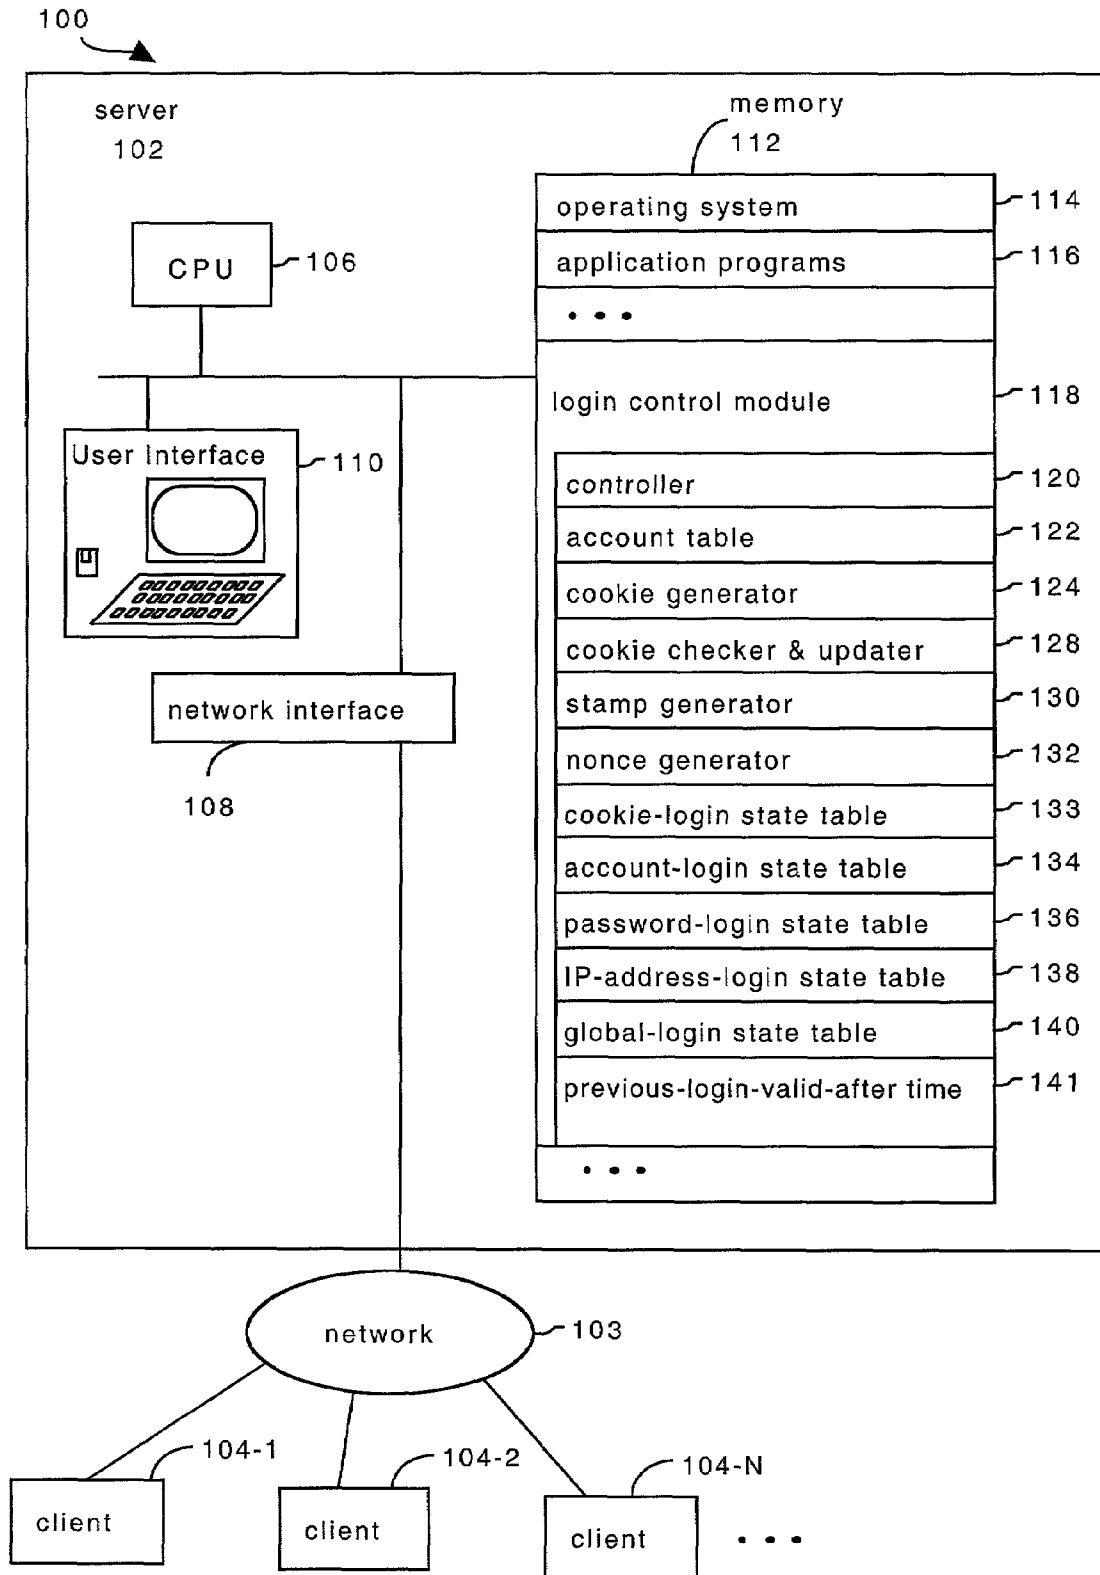 100
server
102
memory
112
operating system
114
application programs
116
• • •
CPU
106
login control module
118
User Interface
110
controller
120
account table
122
cookie generator
124
cookie checker & updater
128
stamp generator
130
network interface
108
nonce generator
132
cookie-login state table
133
account-login state table
134
password-login state table
136
IP-address-login state table
138
global-login state table
140
previous-login-valid-after time
141
• • •
network
103
104-1
client
104-2
client
104-N
client
• • •